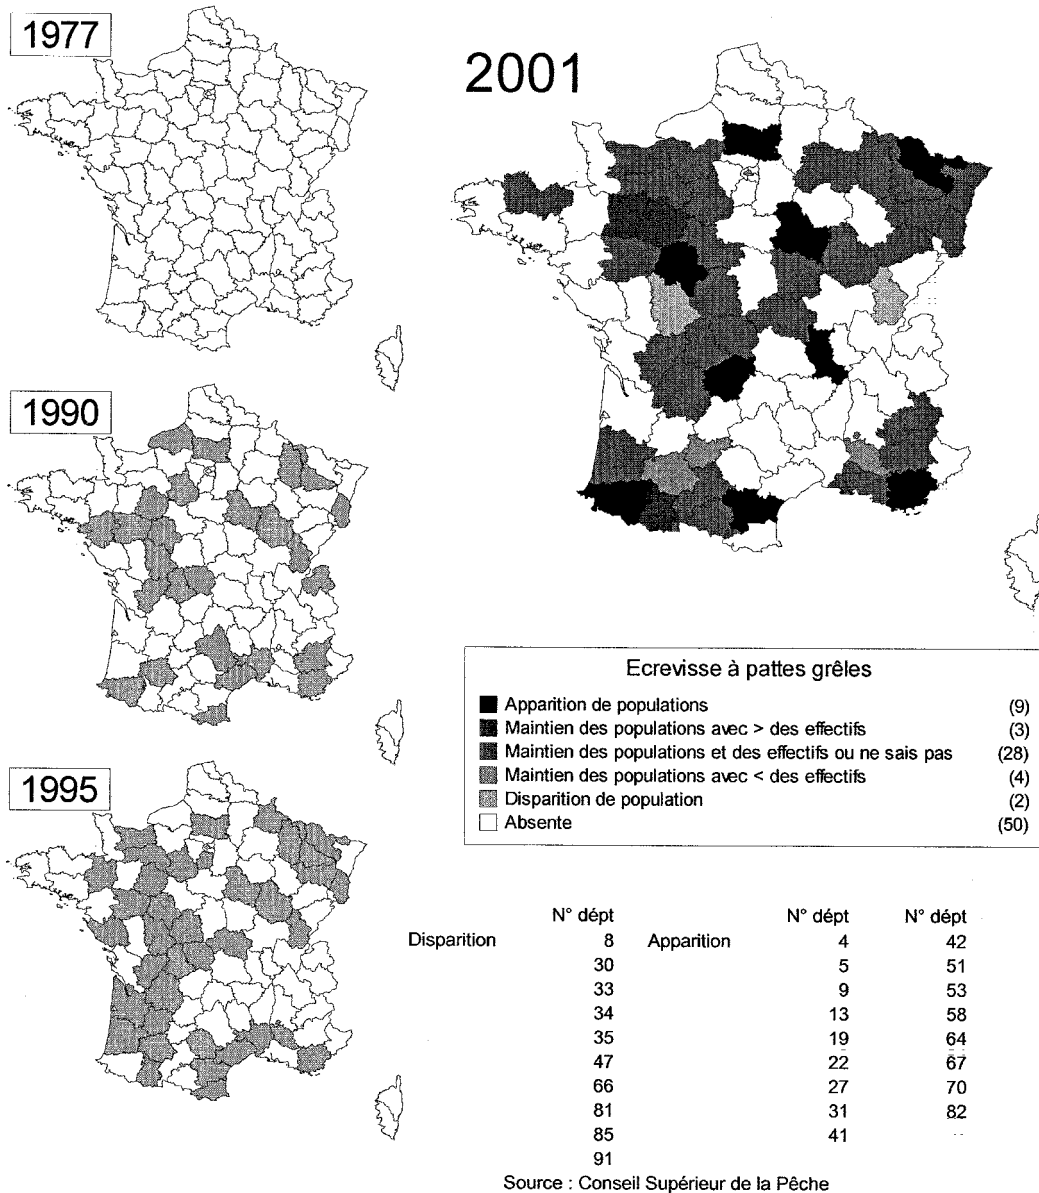 1977
2001
1990
1995
Ecrevisse à pattes grêles
Apparition de populations (9)
Maintien des populations avec > des effectifs (3)
Maintien des populations et des effectifs ou ne sais pas (28)
Maintien des populations avec < des effectifs (4)
Disparition de population (2)
Absente (50)
N° dépt N° dépt N° dépt
Disparition 8 Apparition 4 42
30 5 51
33 9 53
34 13 58
35 19 64
47 22 67
66 27 70
81 31 82
85 41
91
Source : Conseil Supérieur de la Pêche